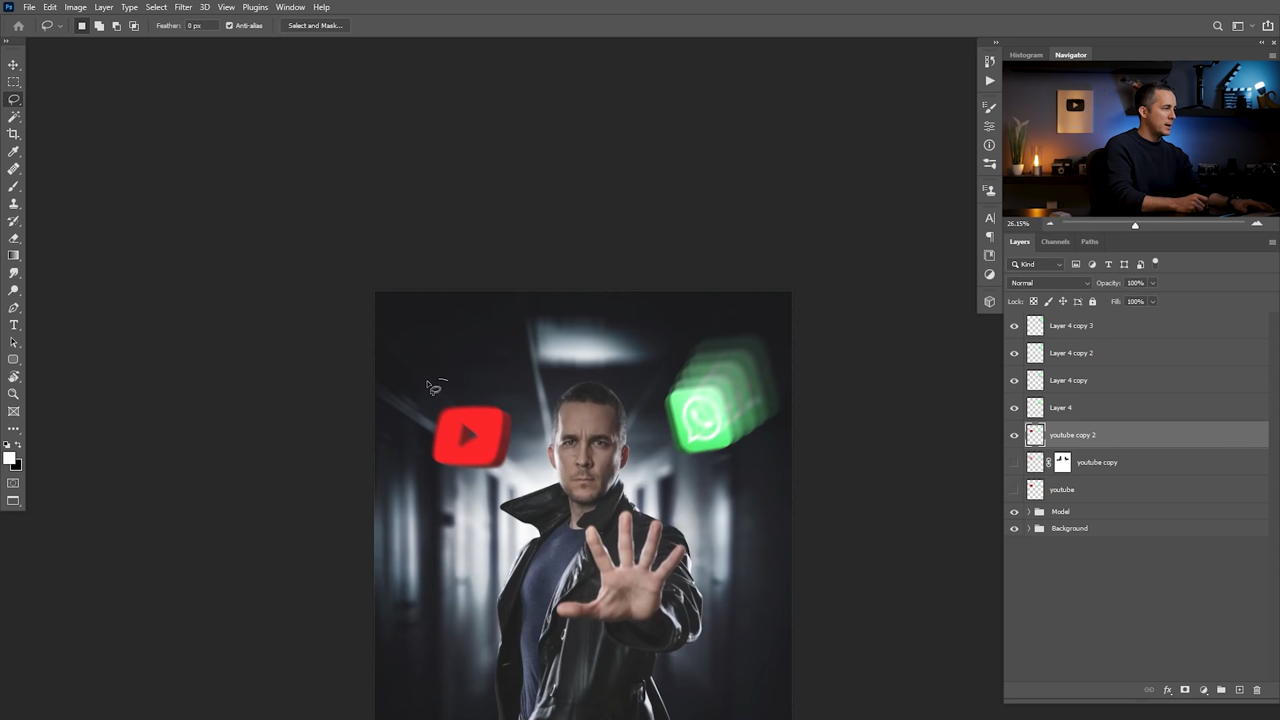 Ps File Edit Image Layer Type Select Filter 3D View Plugins Window Help
Feather: 0 px Anti-alias Select and Mask...
Histogram Navigator
26.15%
Layers Channels Paths
Kind
Normal Opacity: 100%
Lock: Fill: 100%
Layer 4 copy 3
Layer 4 copy 2
Layer 4 copy
Layer 4
youtube copy 2
youtube copy
youtube
Model
Background